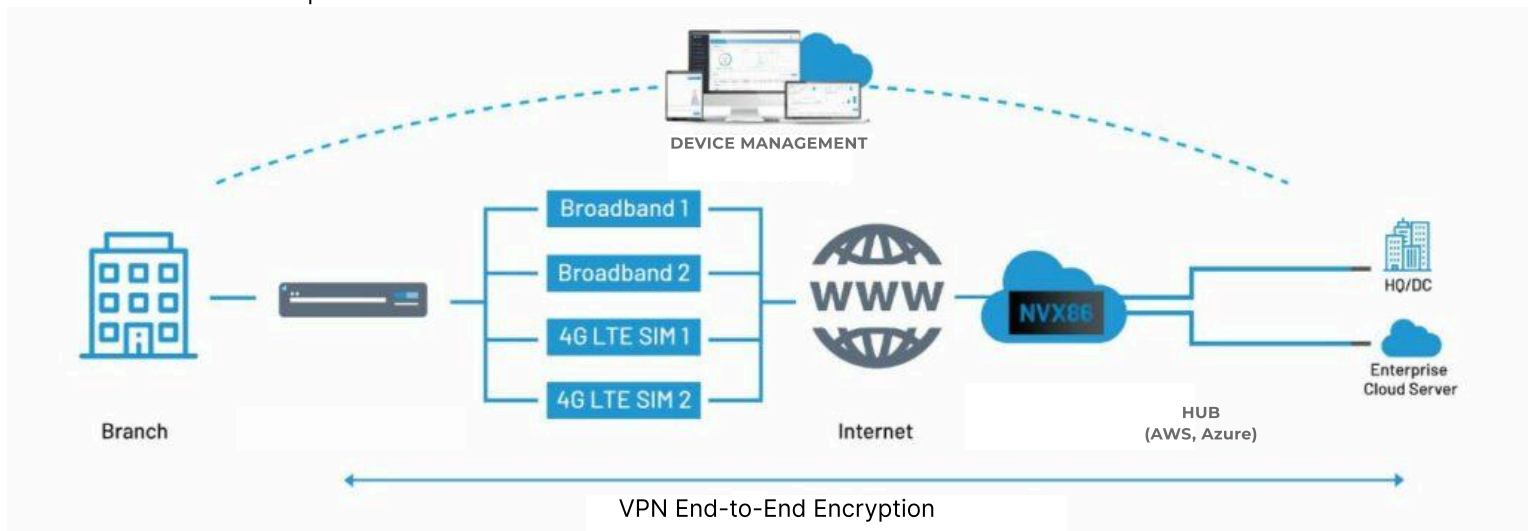 DEVICE MANAGEMENT
Broadband 1
Broadband 2
4G LTE SIM 1
4G LTE SIM 2
WWW
NVX86
HQ/DC
Enterprise
Cloud Server
Branch
Internet
HUB
(AWS, Azure)
VPN End-to-End Encryption